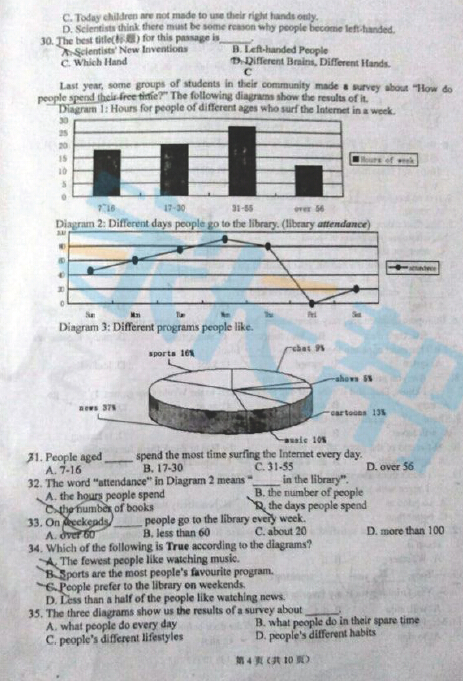 C. Today children are not made to use their right hands only.
D. Scientists think there must be some reason why people become left-handed.
30. The best title(标题) for this passage is
A. Scientists' New Inventions B. Left-handed People
C. Which Hand D. Different Brains, Different Hands.
C
Last year, some groups of students in their community made a survey about "How do
people spend their free time?" The following diagrams show the results of it.
Diagram 1: Hours for people of different ages who surf the Internet in a week.
30
25
20
15
10
5
0
7-16 17-30 31-55 over 56
Hours of week
Diagram 2: Different days people go to the library. (library attendance)
80
60
40
20
0
Sun Mon Tue Thu Fri Sat
attendance
Diagram 3: Different programs people like.
sports 16%
chat 9%
shows 5%
cartoons 13%
music 10%
news 37%
31. People aged _____ spend the most time surfing the Internet every day.
A. 7-16 B. 17-30 C. 31-55 D. over 56
32. The word "attendance" in Diagram 2 means "_____ in the library".
A. the hours people spend B. the number of people
C. the number of books D. the days people spend
33. On weekends, _____ people go to the library every week.
A. over 60 B. less than 60 C. about 20 D. more than 100
34. Which of the following is True according to the diagrams?
A. The fewest people like watching music.
B. Sports are the most people's favourite program.
C. People prefer to the library on weekends.
D. Less than a half of the people like watching news.
35. The three diagrams show us the results of a survey about _____.
A. what people do every day B. what people do in their spare time
C. people's different lifestyles D. people's different habits
第 4 页 (共 10 页)